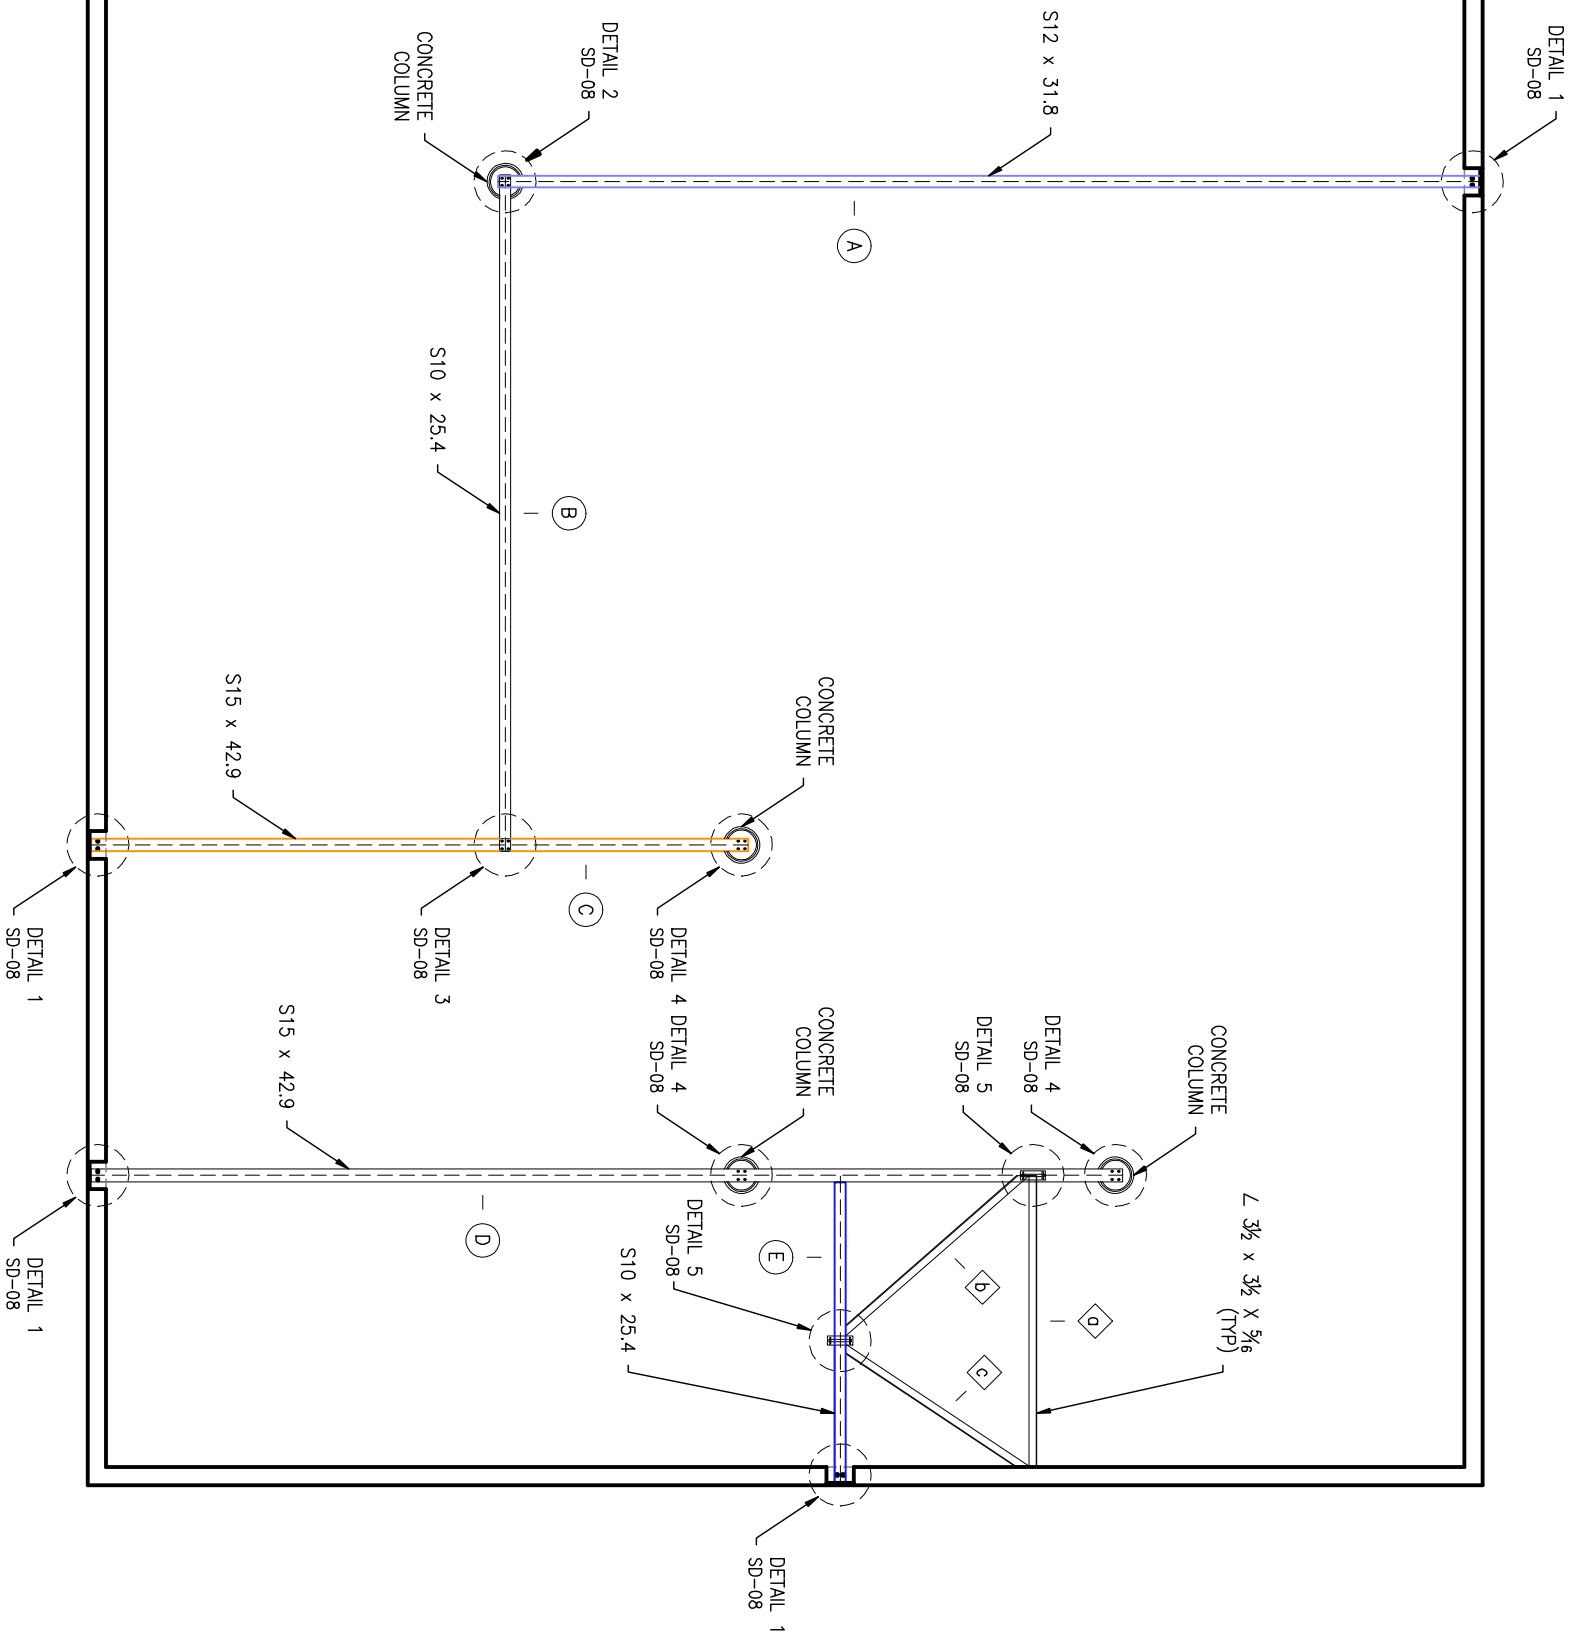 DETAIL 1
SD-08
S12 x 31.8
DETAIL 2
SD-08
CONCRETE
COLUMN
A
S10 x 25.4
B
CONCRETE
COLUMN
S15 x 42.9
C
DETAIL 4
SD-08
DETAIL 3
SD-08
DETAIL 1
SD-08
CONCRETE
COLUMN
DETAIL 4
SD-08
DETAIL 5
SD-08
CONCRETE
COLUMN
DETAIL 4
SD-08
S15 x 42.9
∠ 3½ x 3½ X 5⁄16
(TYP)
a
b
c
D
E
DETAIL 5
SD-08
S10 x 25.4
DETAIL 1
SD-08
DETAIL 1
SD-08